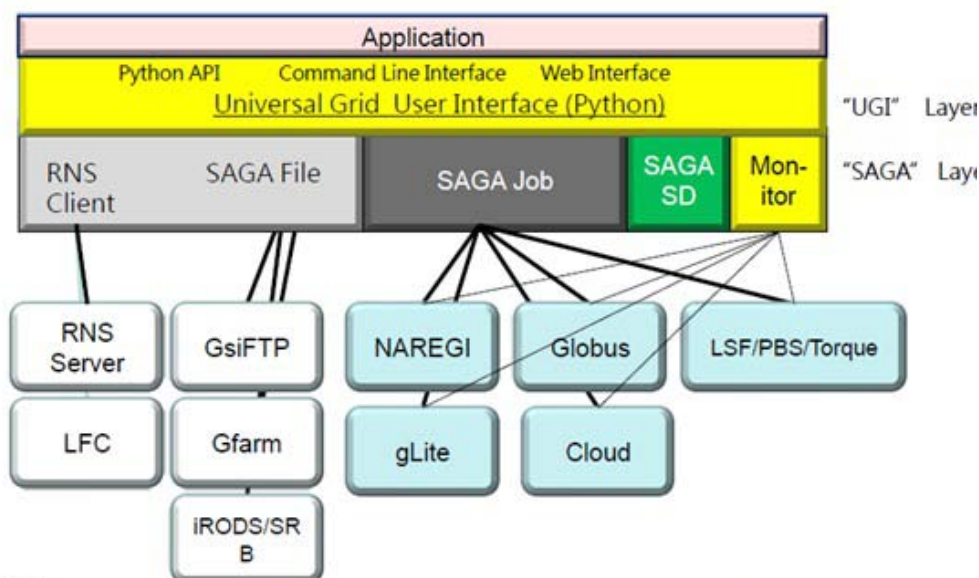 Application
Python API Command Line Interface Web Interface
Universal Grid User Interface (Python)
"UGI" Layer
RNS
Client
SAGA File
SAGA Job
SAGA
SD
Mon-
itor
"SAGA" Laye
RNS
Server
GsiFTP
NAREGI
Globus
LSF/PBS/Torque
LFC
Gfarm
gLite
Cloud
iRODS/SR
B